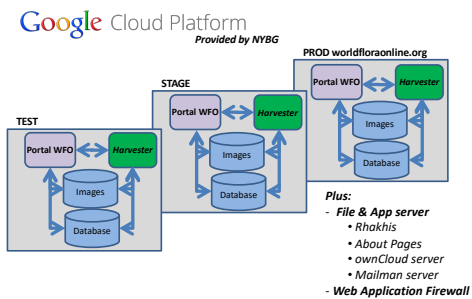 Google Cloud Platform
Provided by NYBG
PROD worldfloraonline.org
Portal WFO
Harvester
Images
Database
STAGE
Portal WFO
Harvester
Images
Database
TEST
Portal WFO
Harvester
Images
Database
Plus:
- File & App server
• Rhakhis
• About Pages
• ownCloud server
• Mailman server
- Web Application Firewall